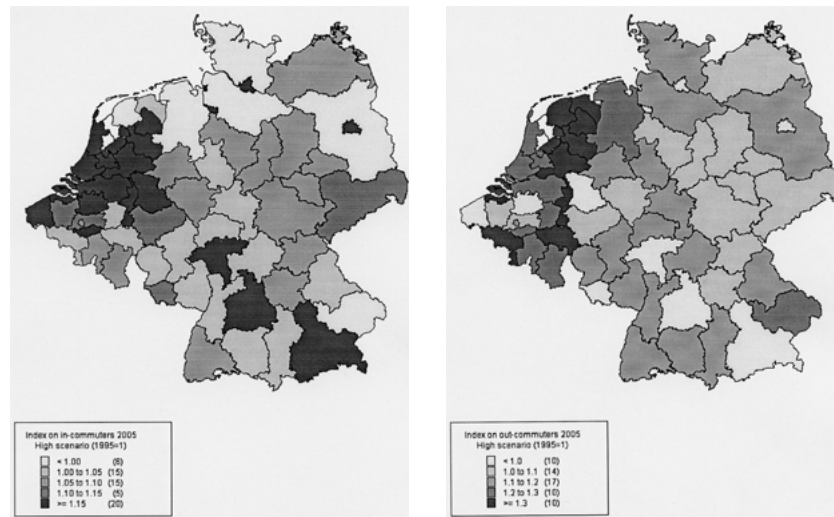 Index on in-commuters 2005
High scenario (1995=1)
< 1.00 (6)
1.00 to 1.05 (15)
1.05 to 1.10 (15)
1.10 to 1.15 (5)
>= 1.15 (20)
Index on out-commuters 2005
High scenario (1995=1)
< 1.0 (10)
1.0 to 1.1 (14)
1.1 to 1.2 (17)
1.2 to 1.3 (10)
>= 1.3 (10)